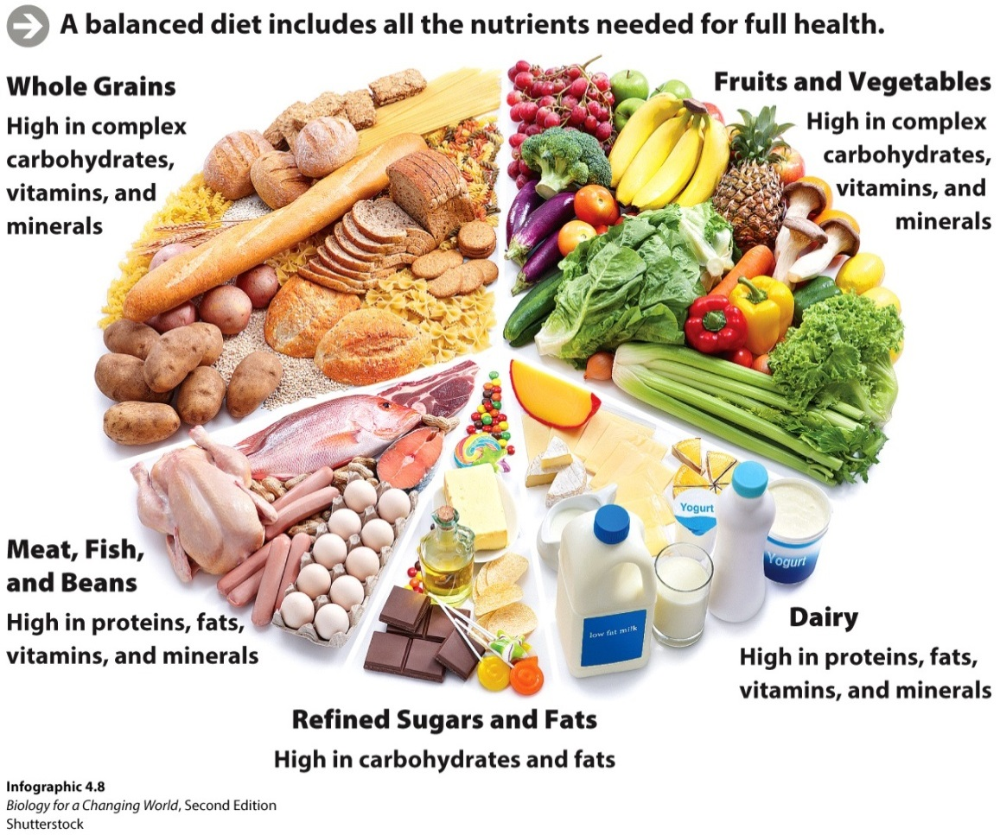 A balanced diet includes all the nutrients needed for full health.
Whole Grains
High in complex
carbohydrates,
vitamins, and
minerals
Fruits and Vegetables
High in complex
carbohydrates,
vitamins, and
minerals
Meat, Fish,
and Beans
High in proteins, fats,
vitamins, and minerals
Yogurt
Yogurt
low fat milk
Dairy
High in proteins, fats,
vitamins, and minerals
Refined Sugars and Fats
High in carbohydrates and fats
Infographic 4.8
Biology for a Changing World, Second Edition
Shutterstock